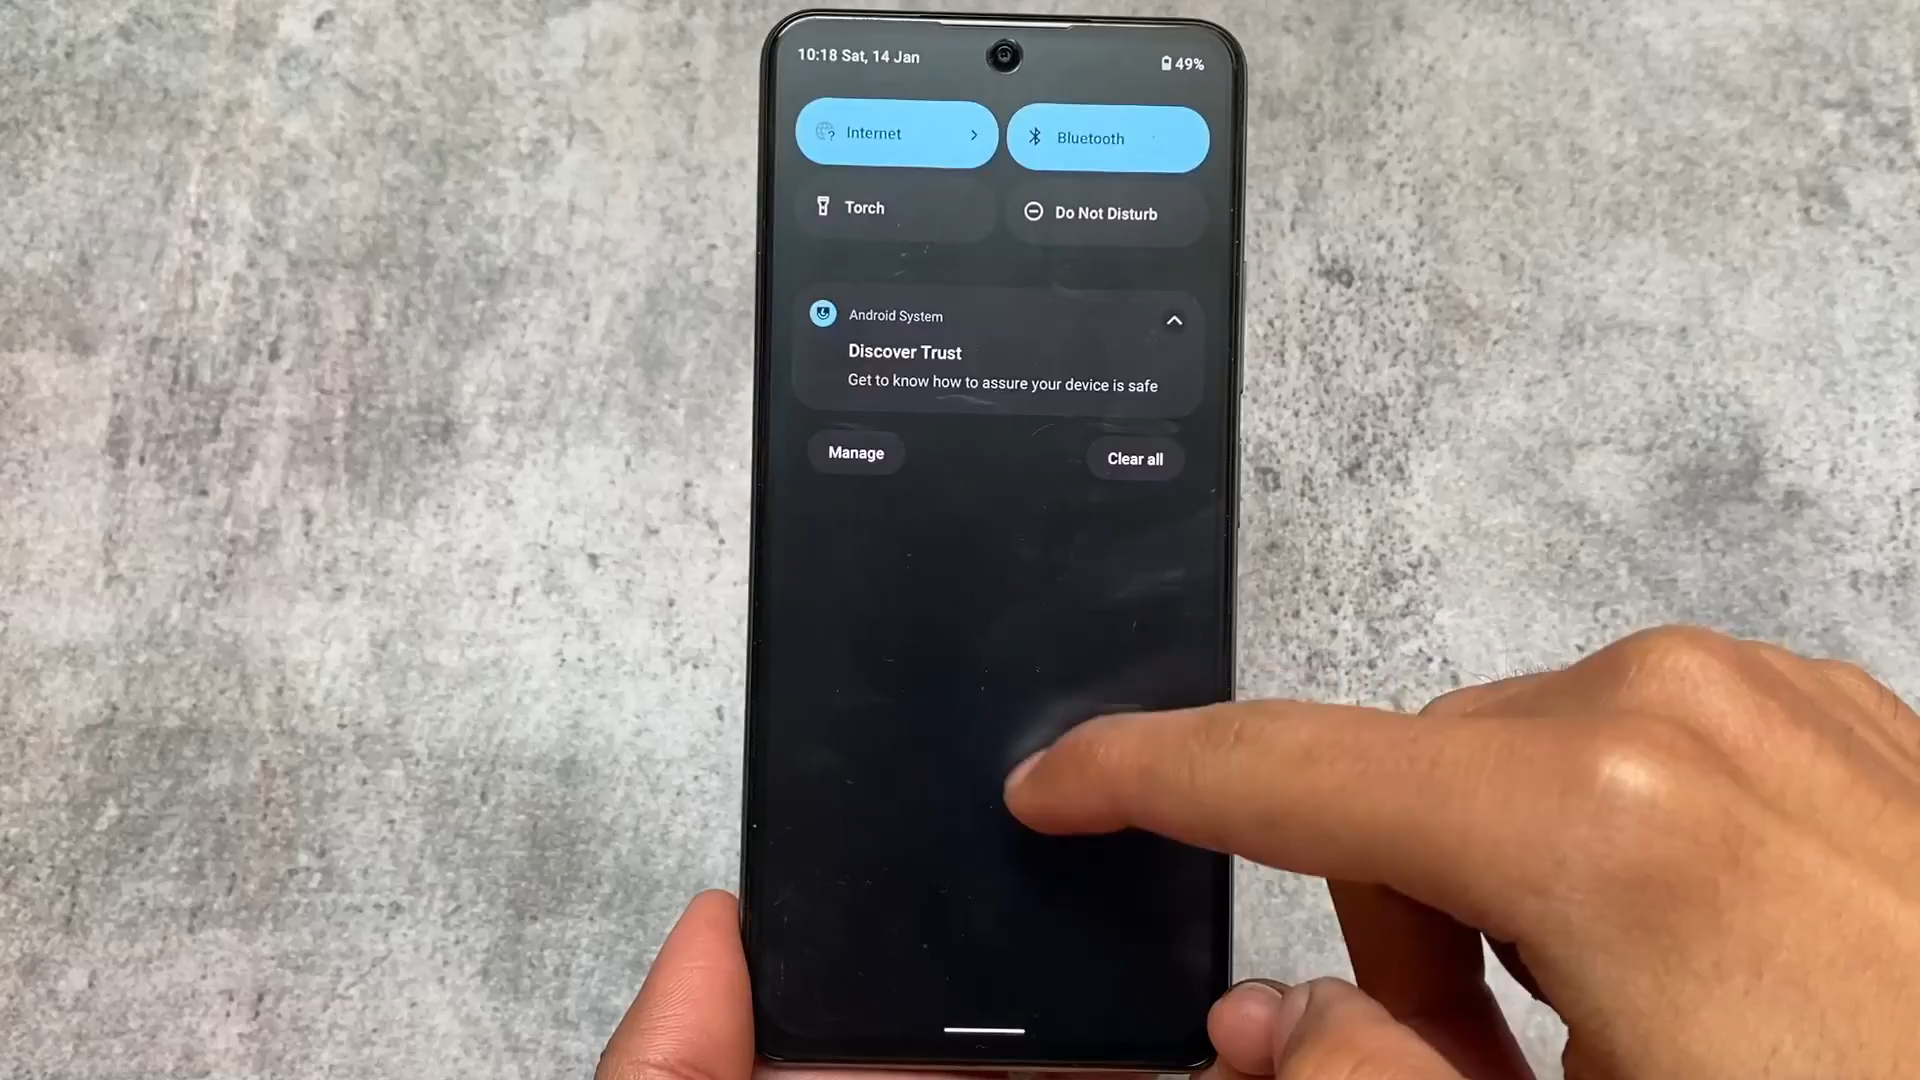 10:18 Sat, 14 Jan
49%
Internet
Bluetooth
Torch
Do Not Disturb
Android System
Discover Trust
Get to know how to assure your device is safe
Manage
Clear all